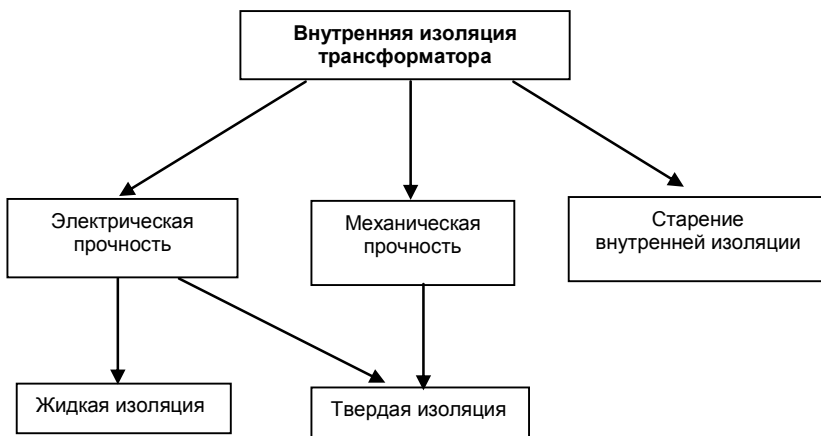 Внутренняя изоляция
трансформатора
Электрическая
прочность
Механическая
прочность
Старение
внутренней изоляции
Жидкая изоляция
Твердая изоляция